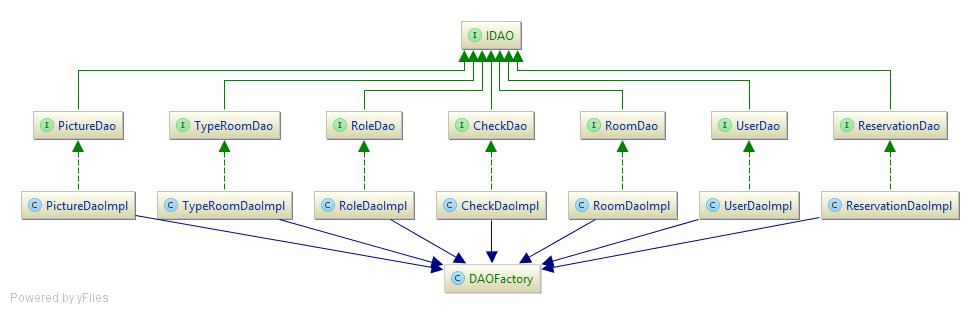 I IDAO
I PictureDao I TypeRoomDao I RoleDao I CheckDao I RoomDao I UserDao I ReservationDao
C PictureDaoImpl C TypeRoomDaoImpl C RoleDaoImpl C CheckDaoImpl C RoomDaoImpl C UserDaoImpl C ReservationDaoImpl
C DAOFactory
Powered by yFiles